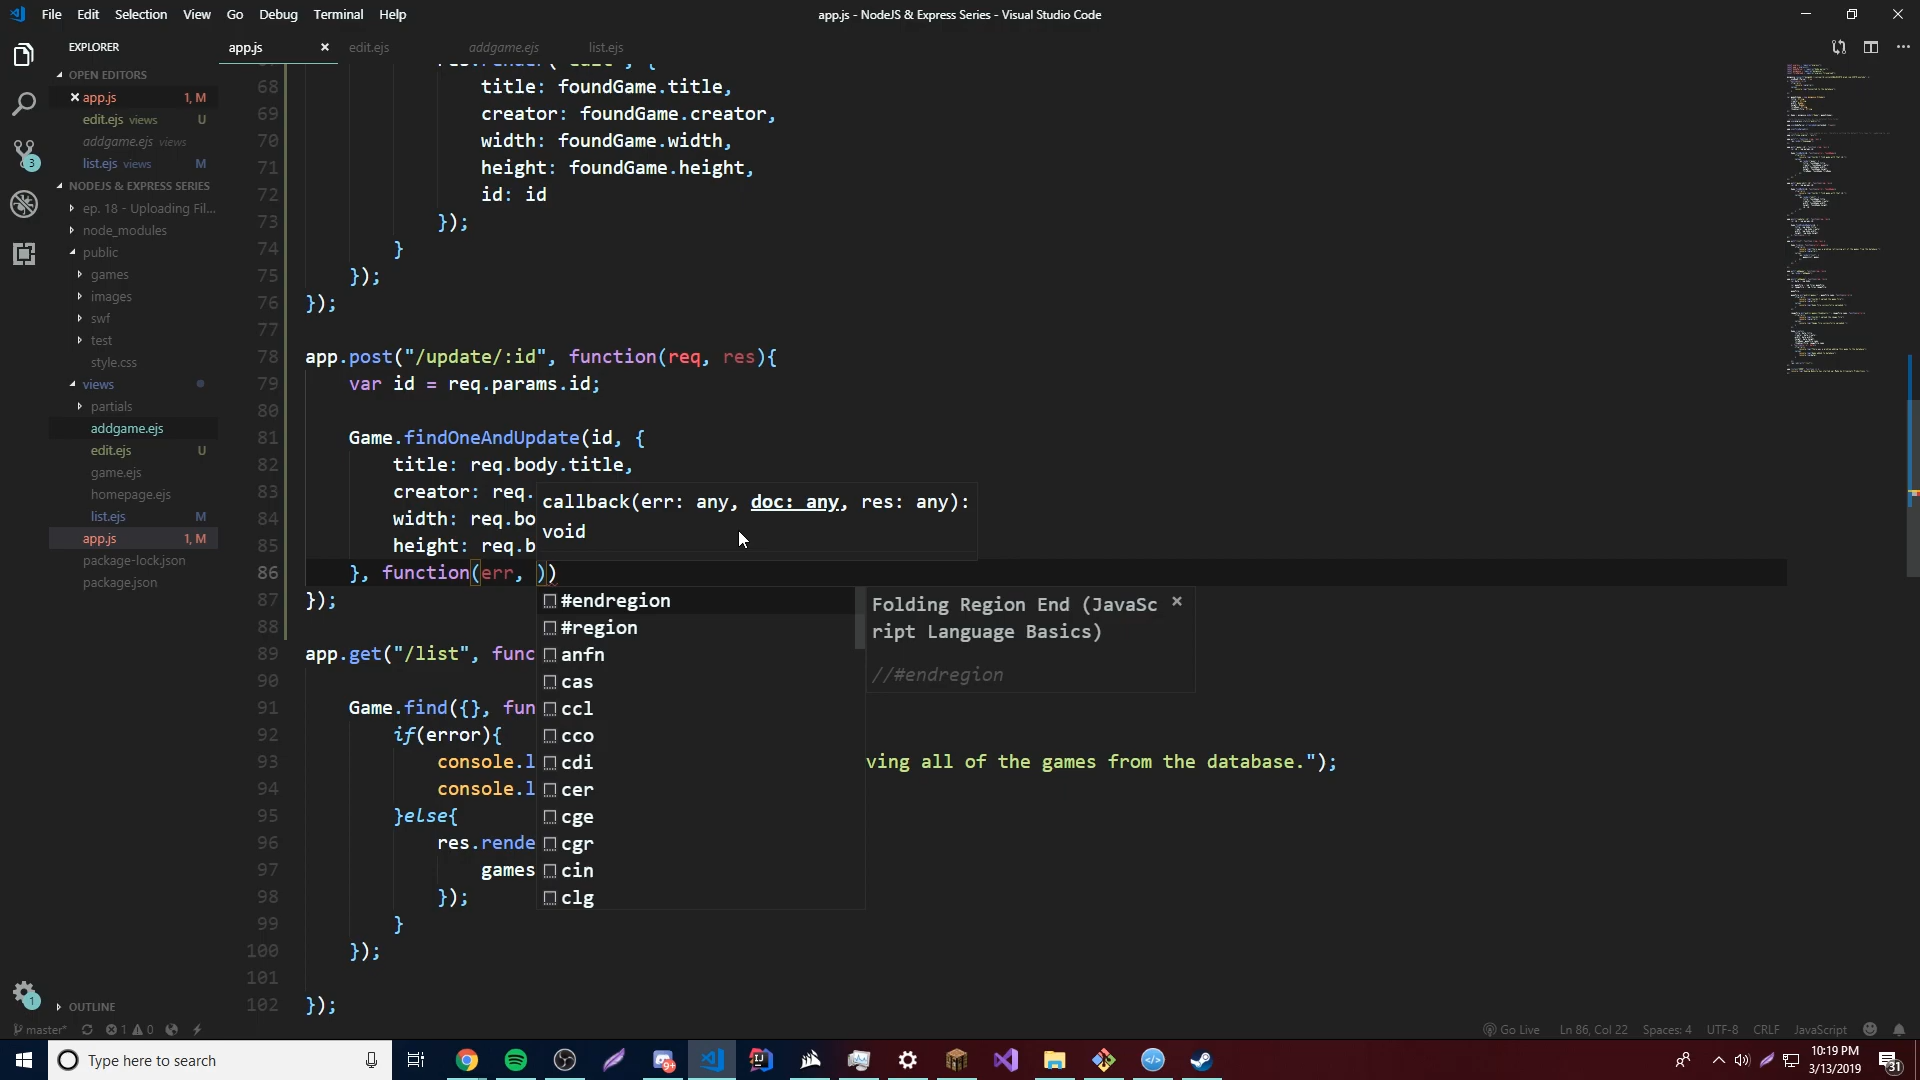 File Edit Selection View Go Debug Terminal Help
app.js - NodeJS & Express Series - Visual Studio Code
EXPLORER
app.js
edit.ejs
addgame.ejs
list.ejs
OPEN EDITORS
app.js 1, M
edit.ejs views U
addgame.ejs views
list.ejs views M
NODEJS & EXPRESS SERIES
ep. 18 - Uploading Fil...
node_modules
public
games
images
swf
test
style.css
views
partials
addgame.ejs
edit.ejs U
game.ejs
homepage.ejs
list.ejs M
app.js 1, M
package-lock.json
package.json
OUTLINE
3
1
68 title: foundGame.title,
69 creator: foundGame.creator,
70 width: foundGame.width,
71 height: foundGame.height,
72 id: id
73 });
74 }
75 });
76 });
77
78 app.post("/update/:id", function(req, res){
79 var id = req.params.id;
80
81 Game.findOneAndUpdate(id, {
82 title: req.body.title,
83 creator: req.
84 width: req.bo
85 height: req.b
86 }, function(err, ))
87 });
88
89 app.get("/list", func
90
91 Game.find({}, fun
92 if(error){
93 console.l ving all of the games from the database.");
94 console.l
95 }else{
96 res.rende
97 games
98 });
99 }
100 });
101
102 });
callback(err: any, doc: any, res: any):
void
#endregion
#region
anfn
cas
ccl
cco
cdi
cer
cge
cgr
cin
clg
Folding Region End (JavaSc
ript Language Basics)
//#endregion
master* 1 0
Go Live Ln 86, Col 22 Spaces: 4 UTF-8 CRLF JavaScript
Type here to search
10:19 PM
3/13/2019
31